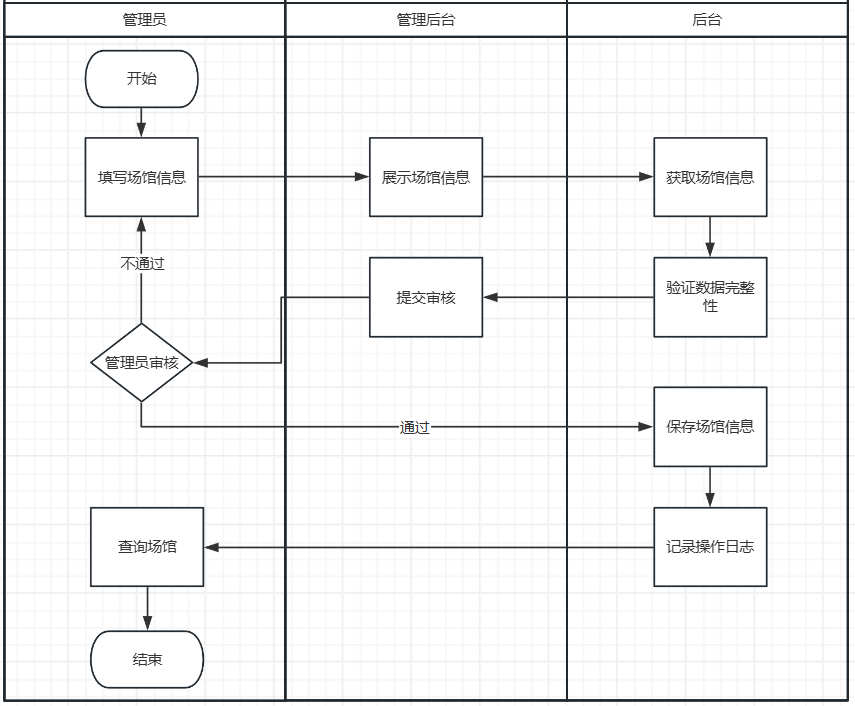 管理员
管理后台
后台
开始
填写场馆信息
展示场馆信息
获取场馆信息
不通过
提交审核
验证数据完整
性
管理员审核
通过
保存场馆信息
查询场馆
记录操作日志
结束